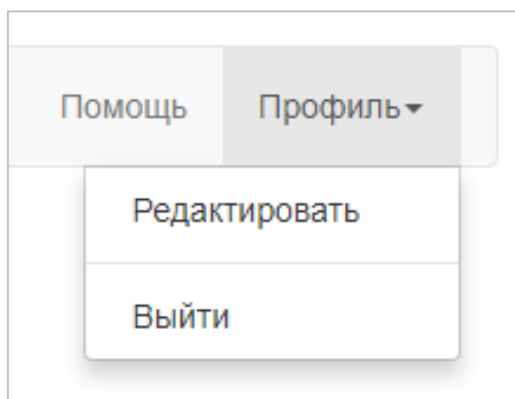 Помощь Профиль
Редактировать
Выйти